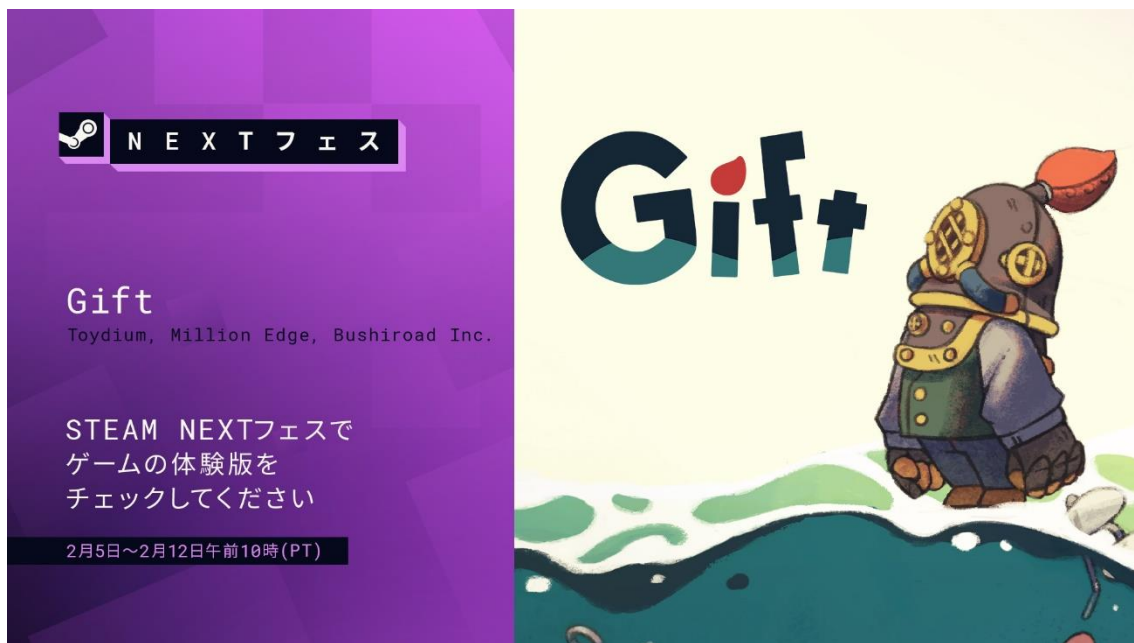 NEXTフェス
Gift
Toydium, Million Edge, Bushiroad Inc.
STEAM NEXTフェスで
ゲームの体験版を
チェックしてください
2月5日～2月12日午前10時(PT)
Gift